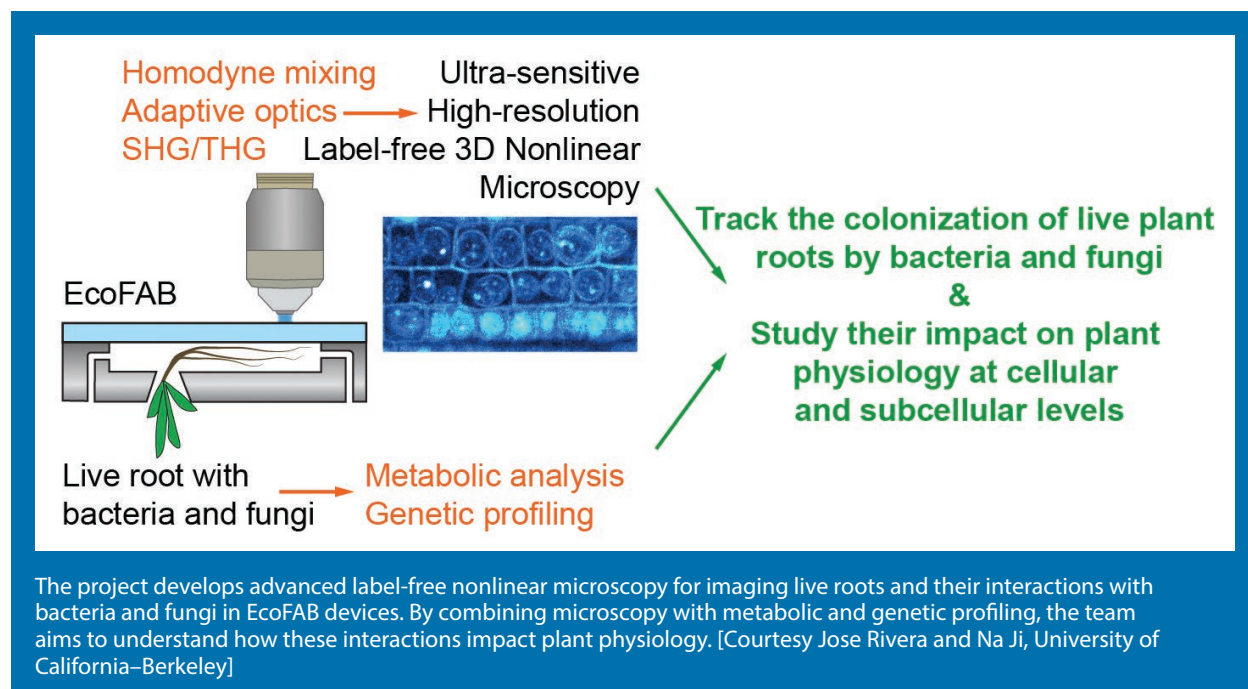 Homodyne mixing
Adaptive optics
SHG/THG
Ultra-sensitive
High-resolution
Label-free 3D Nonlinear
Microscopy
EcoFAB
Live root with
bacteria and fungi
Metabolic analysis
Genetic profiling
Track the colonization of live plant
roots by bacteria and fungi
&
Study their impact on plant
physiology at cellular
and subcellular levels
The project develops advanced label-free nonlinear microscopy for imaging live roots and their interactions with
bacteria and fungi in EcoFAB devices. By combining microscopy with metabolic and genetic profiling, the team
aims to understand how these interactions impact plant physiology. [Courtesy Jose Rivera and Na Ji, University of
California–Berkeley]